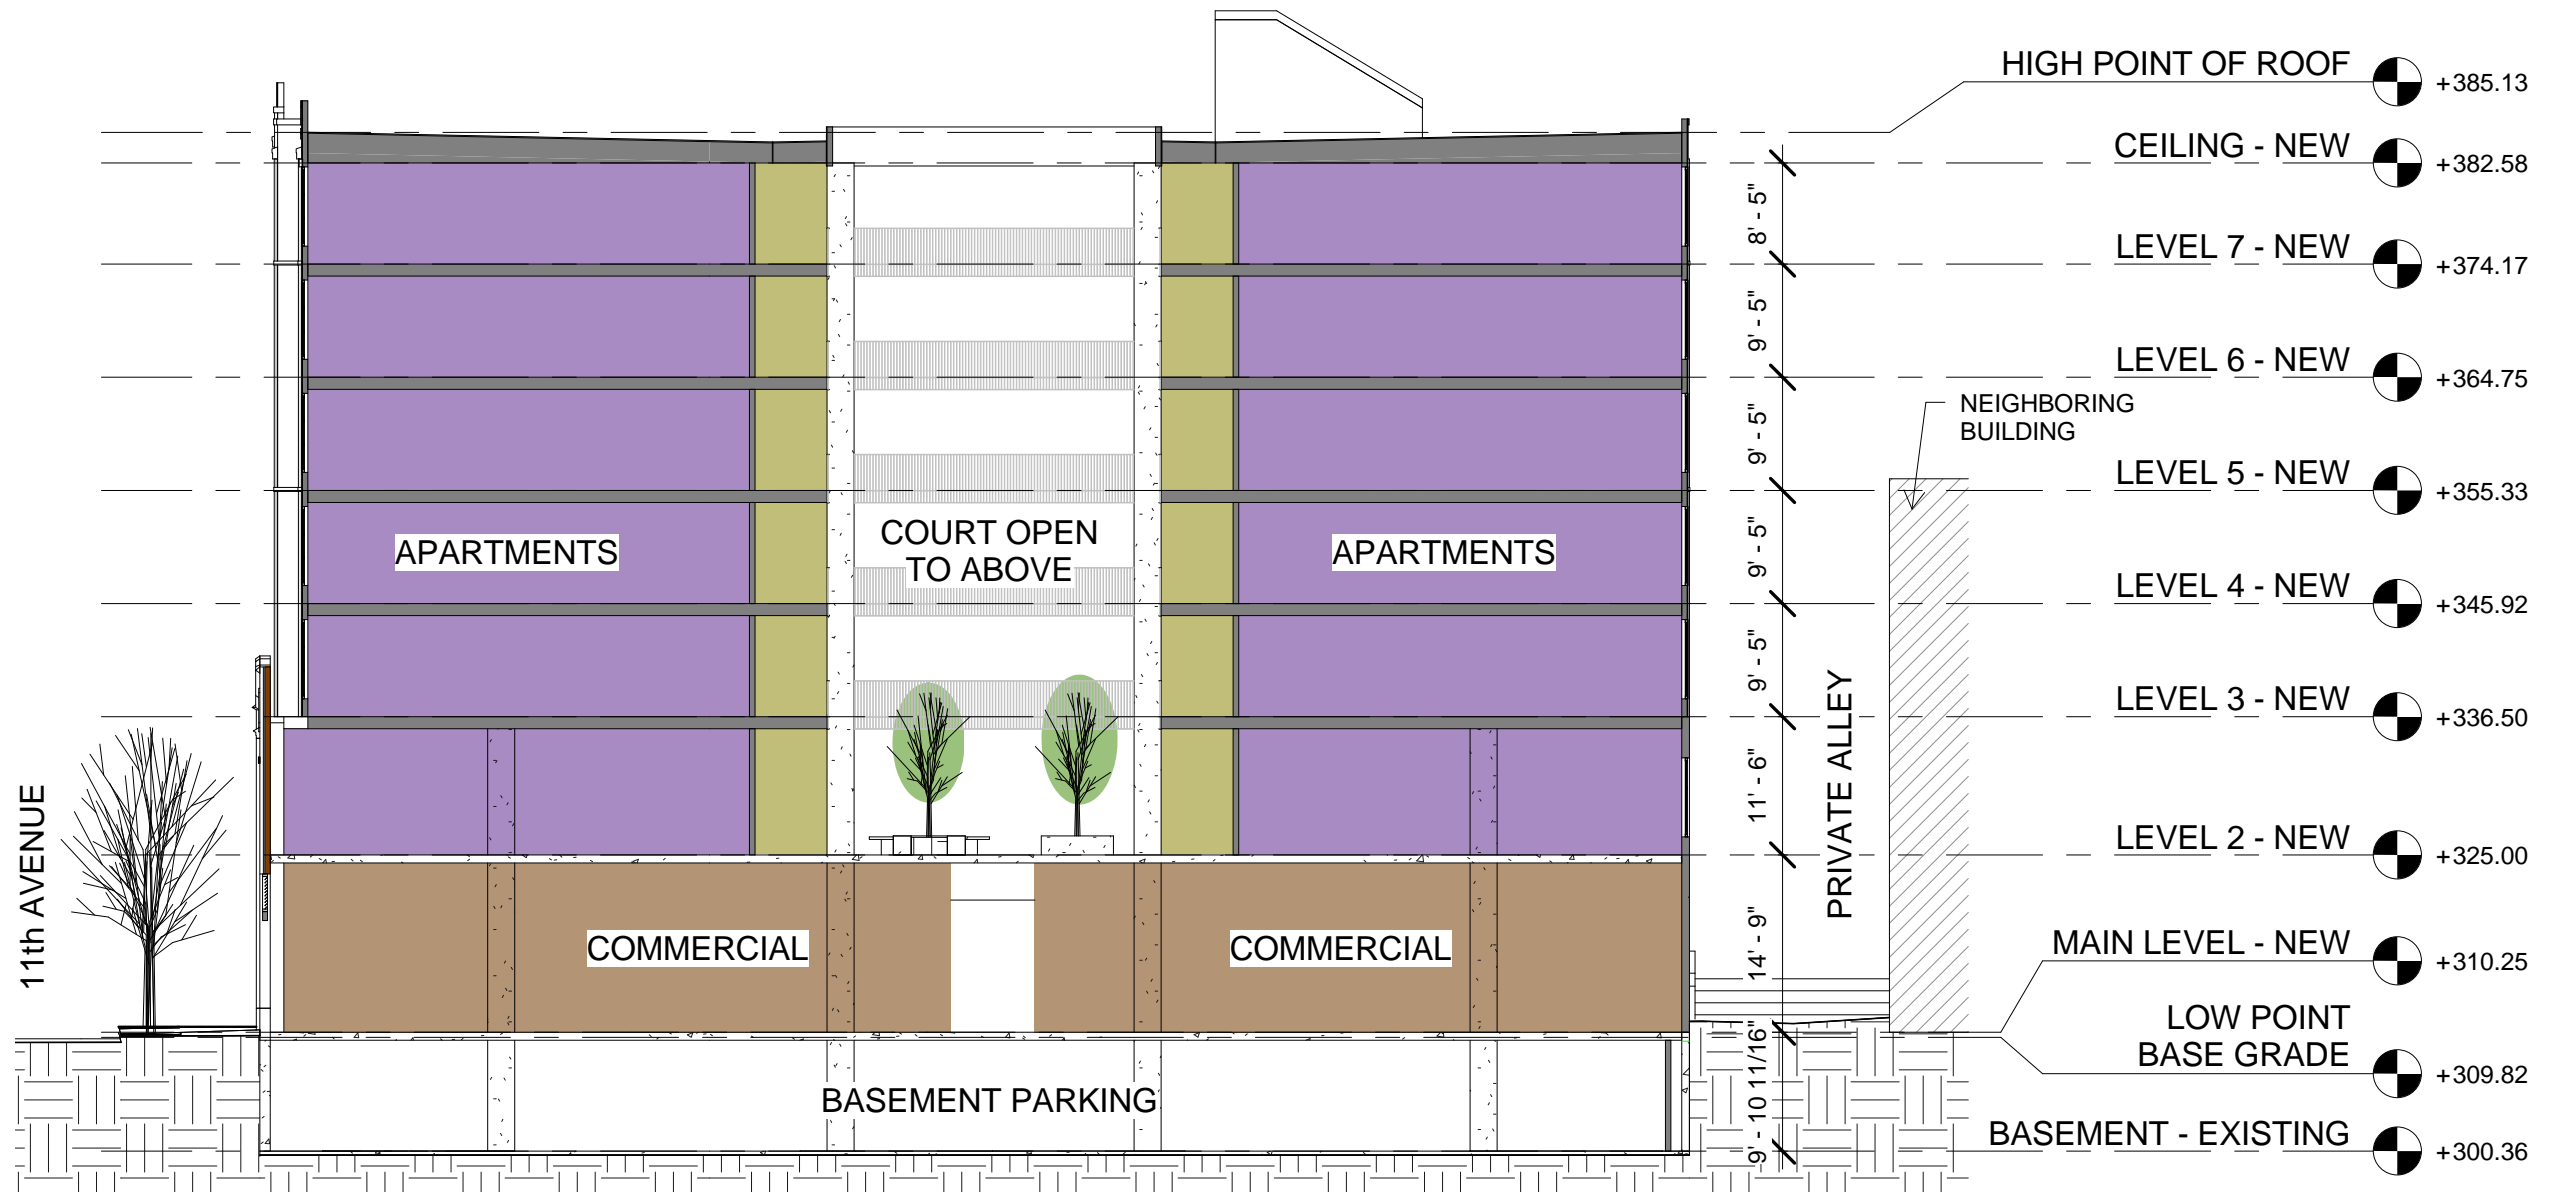 HIGH POINT OF ROOF +385.13
CEILING - NEW +382.58
8' - 5"
LEVEL 7 - NEW +374.17
9' - 5"
LEVEL 6 - NEW +364.75
NEIGHBORING
BUILDING
9' - 5"
LEVEL 5 - NEW +355.33
APARTMENTS
COURT OPEN
TO ABOVE
APARTMENTS
9' - 5"
LEVEL 4 - NEW +345.92
9' - 5"
LEVEL 3 - NEW +336.50
11th AVENUE
11' - 6"
PRIVATE ALLEY
LEVEL 2 - NEW +325.00
COMMERCIAL
COMMERCIAL
14' - 9"
MAIN LEVEL - NEW +310.25
LOW POINT
BASE GRADE +309.82
BASEMENT PARKING
9' - 10 11/16"
BASEMENT - EXISTING +300.36